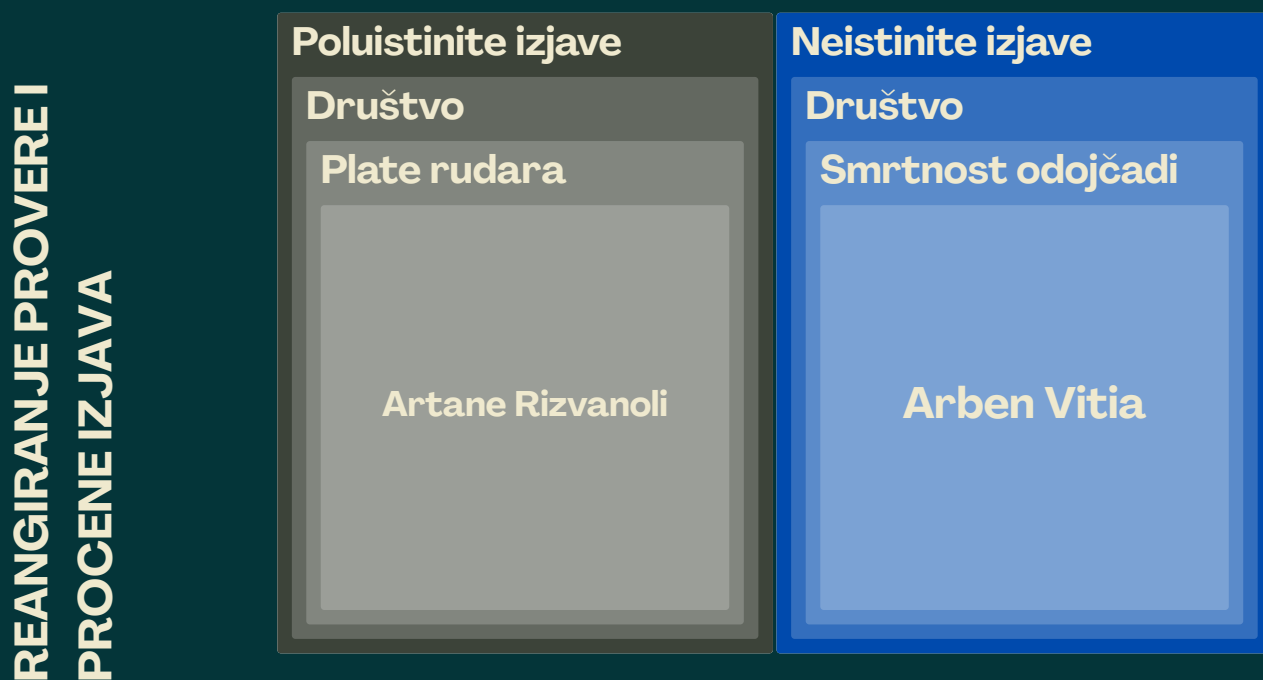 REANGIRANJE PROVERE I
PROCENE IZJAVA
Poluistinite izjave
Društvo
Plate rudara
Artane Rizvanoli
Neistinite izjave
Društvo
Smrtnost odojčadi
Arben Vitia